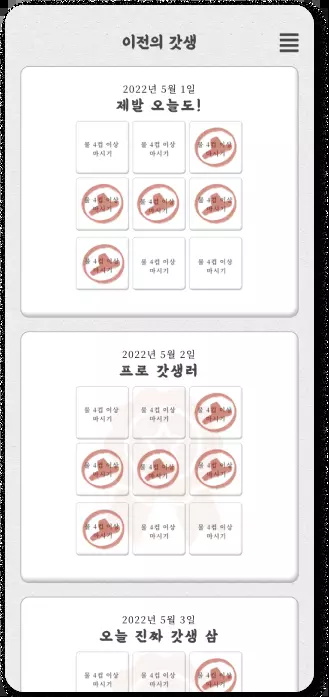 이전의 갓생
2022년 5월 1일
제발 오늘도!
물 4컵 이상 마시기
물 4컵 이상 마시기
물 4컵 이상 마시기
물 4컵 이상 마시기
물 4컵 이상 마시기
물 4컵 이상 마시기
물 4컵 이상 마시기
물 4컵 이상 마시기
물 4컵 이상 마시기
2022년 5월 2일
프로 갓생러
물 4컵 이상 마시기
물 4컵 이상 마시기
물 4컵 이상 마시기
물 4컵 이상 마시기
물 4컵 이상 마시기
물 4컵 이상 마시기
물 4컵 이상 마시기
물 4컵 이상 마시기
물 4컵 이상 마시기
2022년 5월 3일
오늘 진짜 갓생 삼
물 4컵 이상 마시기
물 4컵 이상 마시기
물 4컵 이상 마시기